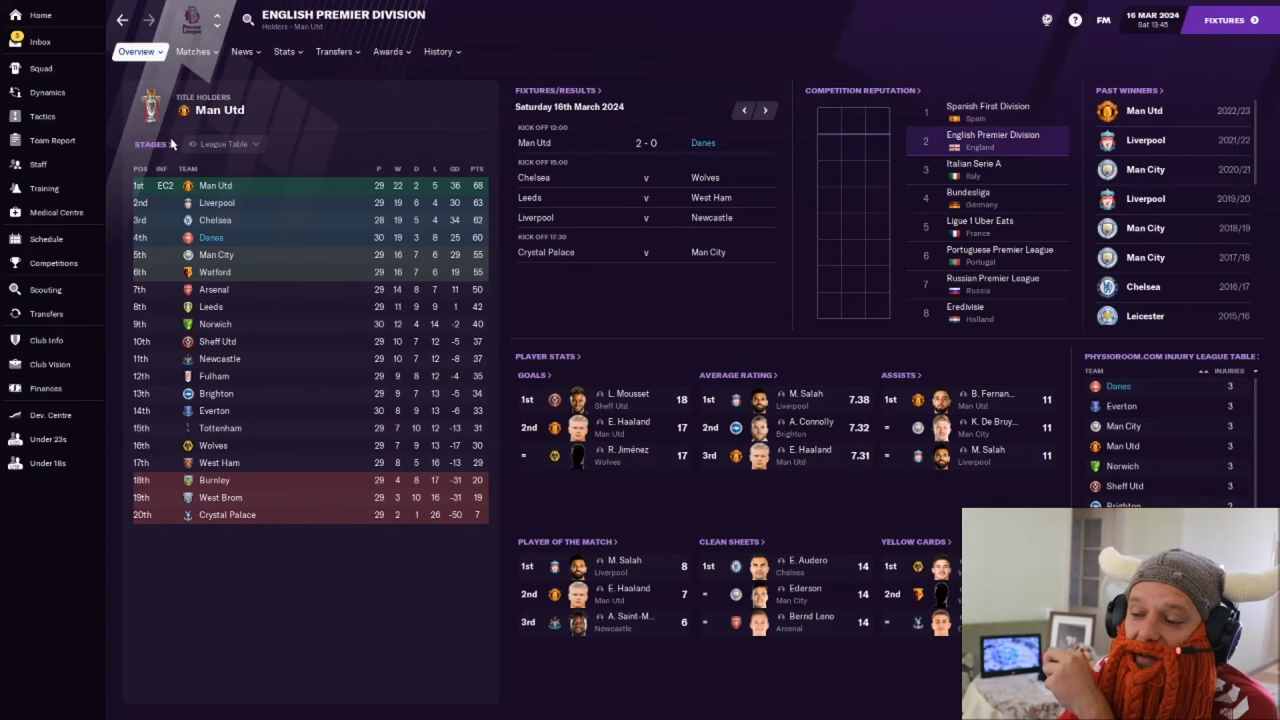 Home
3
Inbox
Squad
Dynamics
Tactics
Team Report
Staff
Training
Medical Centre
Schedule
Competitions
Scouting
Transfers
Club Info
Club Vision
Finances
Dev. Centre
Under 23s
Under 18s
ENGLISH PREMIER DIVISION
Holders - Man Utd
FM
16 MAR 2024
Sat 13:45
FIXTURES
Overview
Matches
News
Stats
Transfers
Awards
History
TITLE HOLDERS
Man Utd
STAGES
League Table
POS INF TEAM P W D L GD PTS
1st EC2 Man Utd 29 22 2 5 36 68
2nd Liverpool 29 19 6 4 30 63
3rd Chelsea 28 19 5 4 34 62
4th Danes 30 19 3 8 25 60
5th Man City 29 16 7 6 29 55
6th Watford 29 16 7 6 19 55
7th Arsenal 29 14 8 7 11 50
8th Leeds 29 11 9 9 1 42
9th Norwich 30 12 4 14 -2 40
10th Sheff Utd 29 10 7 12 -5 37
11th Newcastle 29 10 7 12 -8 37
12th Fulham 29 9 8 12 -4 35
13th Brighton 29 9 7 13 -5 34
14th Everton 30 8 9 13 -6 33
15th Tottenham 29 7 10 12 -13 31
16th Wolves 29 7 9 13 -17 30
17th West Ham 29 8 5 16 -13 29
18th Burnley 29 4 8 17 -31 20
19th West Brom 29 3 10 16 -31 19
20th Crystal Palace 29 2 1 26 -50 7
FIXTURES/RESULTS
Saturday 16th March 2024
KICK OFF 12:00
Man Utd 2 - 0 Danes
KICK OFF 15:00
Chelsea v Wolves
Leeds v West Ham
Liverpool v Newcastle
KICK OFF 17:30
Crystal Palace v Man City
COMPETITION REPUTATION
1 Spanish First Division
Spain
2 English Premier Division
England
3 Italian Serie A
Italy
4 Bundesliga
Germany
5 Ligue 1 Uber Eats
France
6 Portuguese Premier League
Portugal
7 Russian Premier League
Russia
8 Eredivisie
Holland
PAST WINNERS
Man Utd 2022/23
Liverpool 2021/22
Man City 2020/21
Liverpool 2019/20
Man City 2018/19
Man City 2017/18
Chelsea 2016/17
Leicester 2015/16
PLAYER STATS
GOALS
1st L. Mousset 18
Sheff Utd
2nd E. Haaland 17
Man Utd
= R. Jiménez 17
Wolves
AVERAGE RATING
1st M. Salah 7.38
Liverpool
2nd A. Connolly 7.32
Brighton
3rd E. Haaland 7.31
Man Utd
ASSISTS
1st B. Fernan... 11
Man Utd
= K. De Bruy... 11
Man City
= M. Salah 11
Liverpool
PHYSIOROOM.COM INJURY LEAGUE TABLE
TEAM INJURIES
Danes 3
Everton 3
Man City 3
Man Utd 3
Norwich 3
Sheff Utd 3
Brighton 2
PLAYER OF THE MATCH
1st M. Salah 8
Liverpool
2nd E. Haaland 7
Man Utd
3rd A. Saint-M... 6
Newcastle
CLEAN SHEETS
1st E. Audero 14
Chelsea
= Ederson 14
Man City
= Bernd Leno 14
Arsenal
YELLOW CARDS
1st
2nd
=